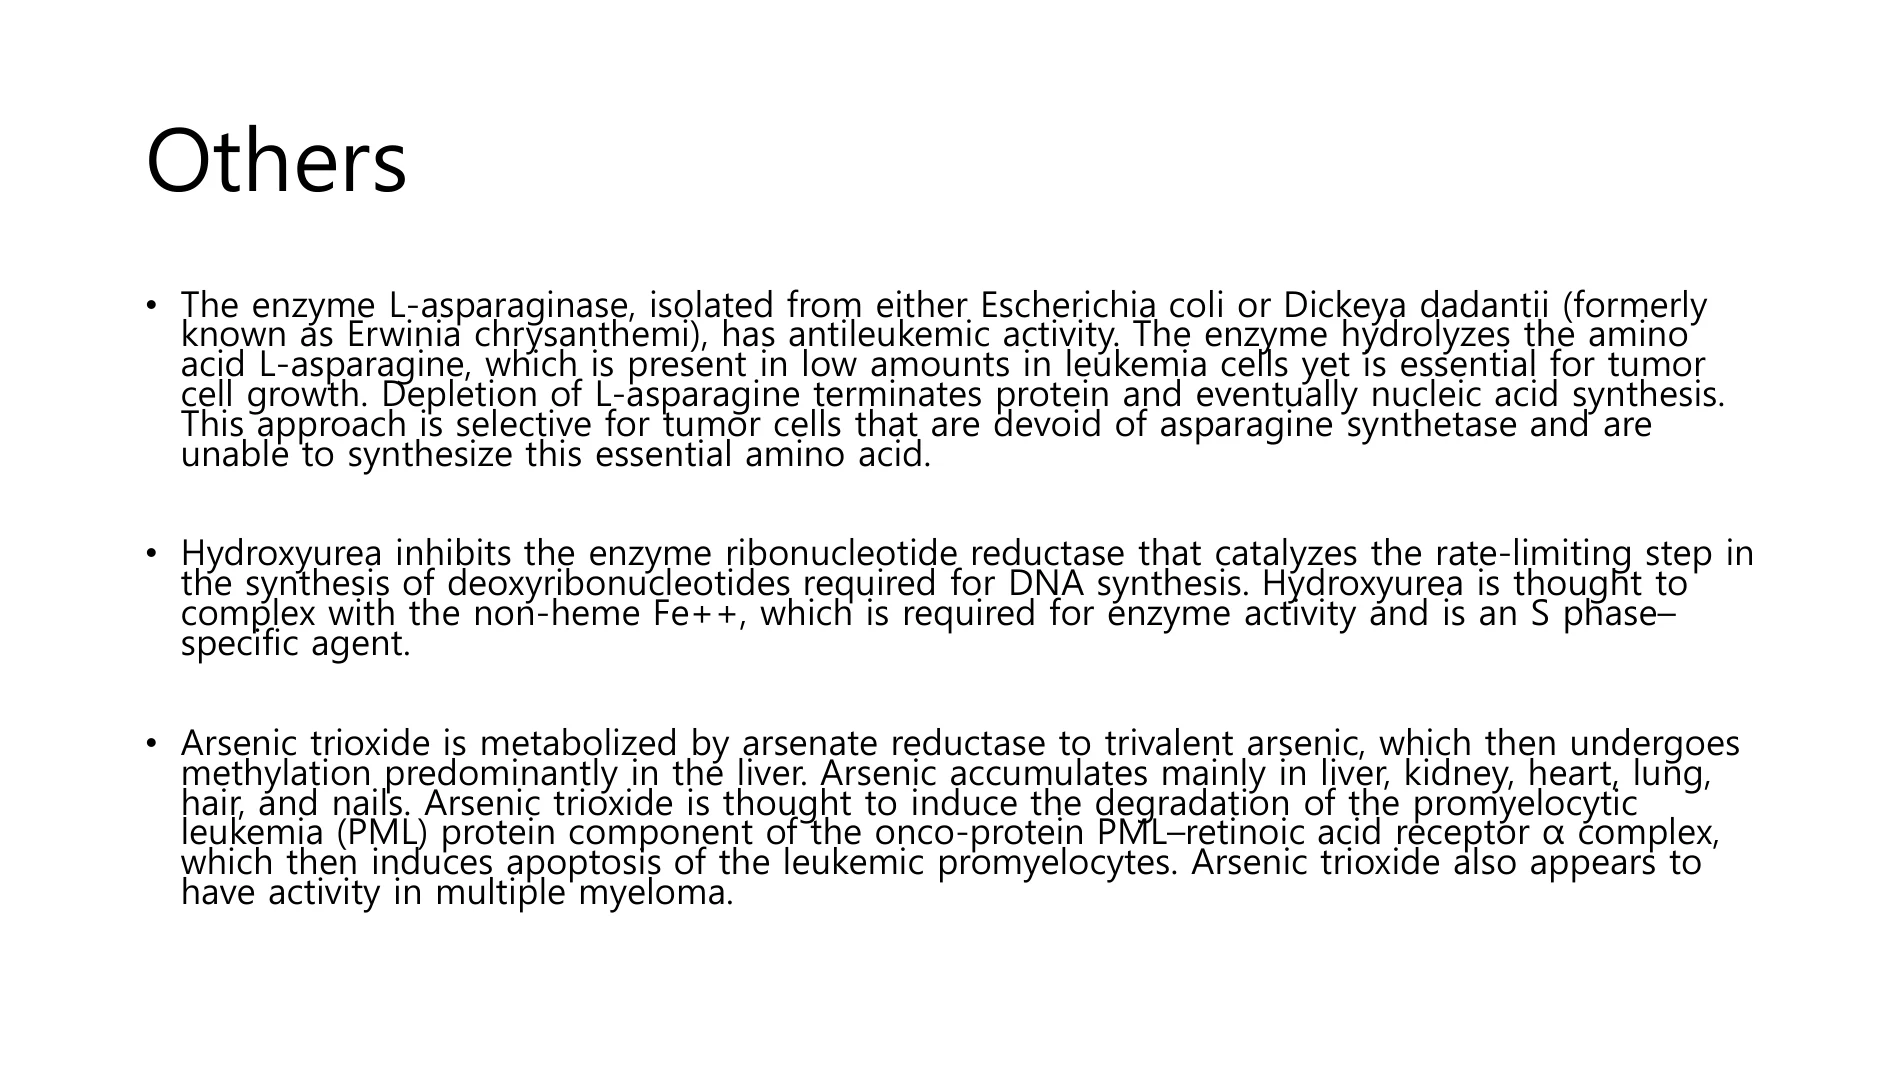 Others
• The enzyme L-asparaginase, isolated from either Escherichia coli or Dickeya dadantii (formerly
known as Erwinia chrysanthemi), has antileukemic activity. The enzyme hydrolyzes the amino
acid L-asparagine, which is present in low amounts in leukemia cells yet is essential for tumor
cell growth. Depletion of L-asparagine terminates protein and eventually nucleic acid synthesis.
This approach is selective for tumor cells that are devoid of asparagine synthetase and are
unable to synthesize this essential amino acid.
• Hydroxyurea inhibits the enzyme ribonucleotide reductase that catalyzes the rate-limiting step in
the synthesis of deoxyribonucleotides required for DNA synthesis. Hydroxyurea is thought to
complex with the non-heme Fe++, which is required for enzyme activity and is an S phase–
specific agent.
• Arsenic trioxide is metabolized by arsenate reductase to trivalent arsenic, which then undergoes
methylation predominantly in the liver. Arsenic accumulates mainly in liver, kidney, heart, lung,
hair, and nails. Arsenic trioxide is thought to induce the degradation of the promyelocytic
leukemia (PML) protein component of the onco-protein PML–retinoic acid receptor α complex,
which then induces apoptosis of the leukemic promyelocytes. Arsenic trioxide also appears to
have activity in multiple myeloma.